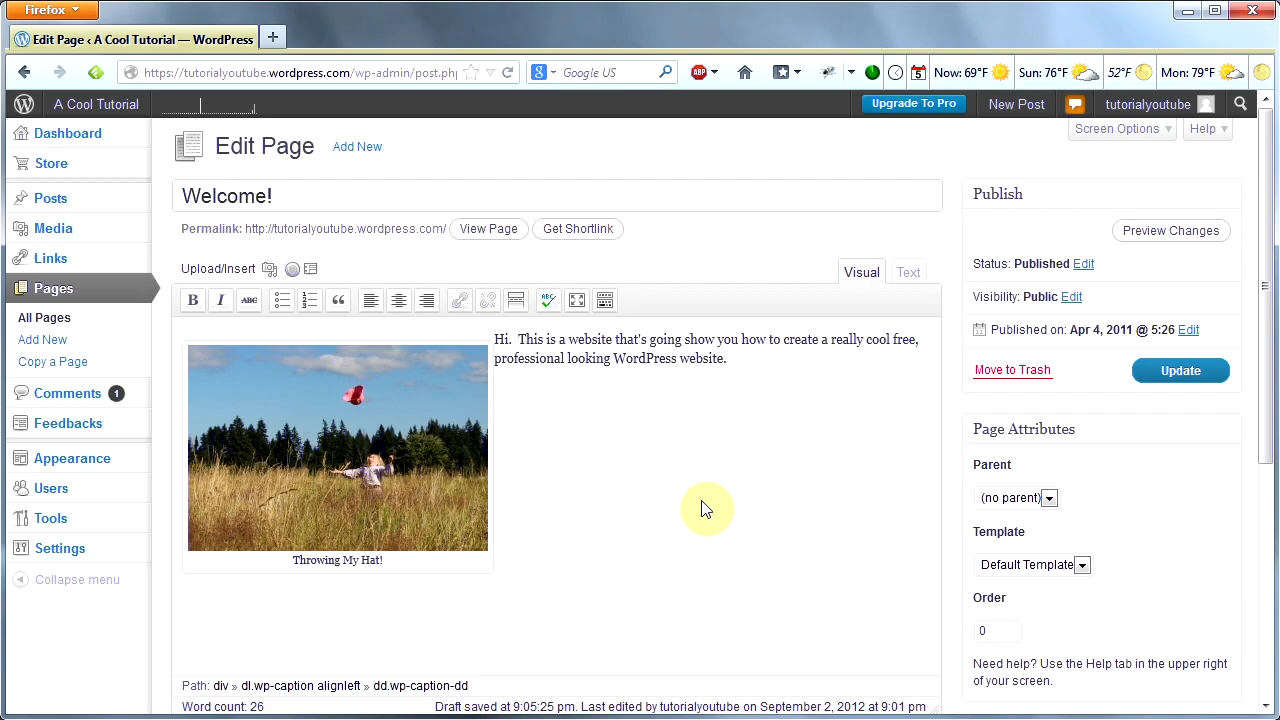 Firefox
Edit Page ‹ A Cool Tutorial — WordPress
https://tutorialyoutube.wordpress.com/wp-admin/post.php
Google US
ABP
Now: 69°F
Sun: 76°F
52°F
Mon: 79°F
A Cool Tutorial
Upgrade To Pro
New Post
tutorialyoutube
Dashboard
Store
Posts
Media
Links
Pages
All Pages
Add New
Copy a Page
Comments 1
Feedbacks
Appearance
Users
Tools
Settings
Collapse menu
Screen Options
Help
Edit Page
Add New
Welcome!
Permalink: http://tutorialyoutube.wordpress.com/
View Page
Get Shortlink
Upload/Insert
Visual
Text
B I ABC
ABC
Hi. This is a website that's going show you how to create a really cool free,
professional looking WordPress website.
Throwing My Hat!
Path: div » dl.wp-caption alignleft » dd.wp-caption-dd
Word count: 26
Draft saved at 9:05:25 pm. Last edited by tutorialyoutube on September 2, 2012 at 9:01 pm
Publish
Preview Changes
Status: Published Edit
Visibility: Public Edit
Published on: Apr 4, 2011 @ 5:26 Edit
Move to Trash
Update
Page Attributes
Parent
(no parent)
Template
Default Template
Order
0
Need help? Use the Help tab in the upper right
of your screen.